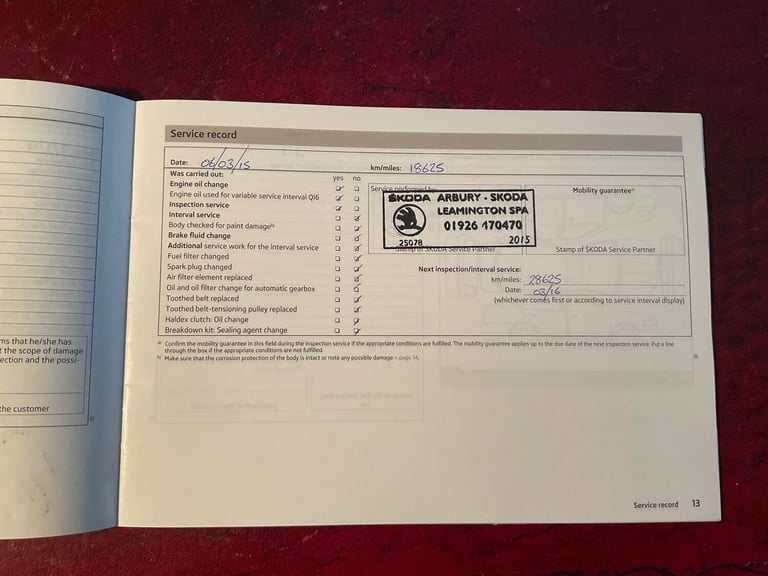 Service record
Date: 06/03/15 km/miles: 18625
Was carried out: yes no
Engine oil change
Engine oil used for variable service interval QI6
Inspection service
Interval service
Body checked for paint damageb)
Brake fluid change
Additional service work for the interval service
Fuel filter changed
Spark plug changed
Air filter element replaced
Oil and oil filter change for automatic gearbox
Toothed belt replaced
Toothed belt-tensioning pulley replaced
Haldex clutch: Oil change
Breakdown kit: Sealing agent change
Service performed by:
ŠKODA ARBURY - SKODA
LEAMINGTON SPA
01926 470470
25078 2015
Stamp of ŠKODA Service Partner
Mobility guaranteea)
Stamp of ŠKODA Service Partner
Next inspection/interval service:
km/miles: 28625
Date: 03/16
(whichever comes first or according to service interval display)
a) Confirm the mobility guarantee in this field during the inspection service if the appropriate conditions are fulfilled. The mobility guarantee applies up to the due date of the next inspection service. Put a line
through the box if the appropriate conditions are not fulfilled.
b) Make sure that the corrosion protection of the body is intact or note any possible damage » page 14.
ms that he/she has
t the scope of damage
ection and the possi-
the customer
Service record 13